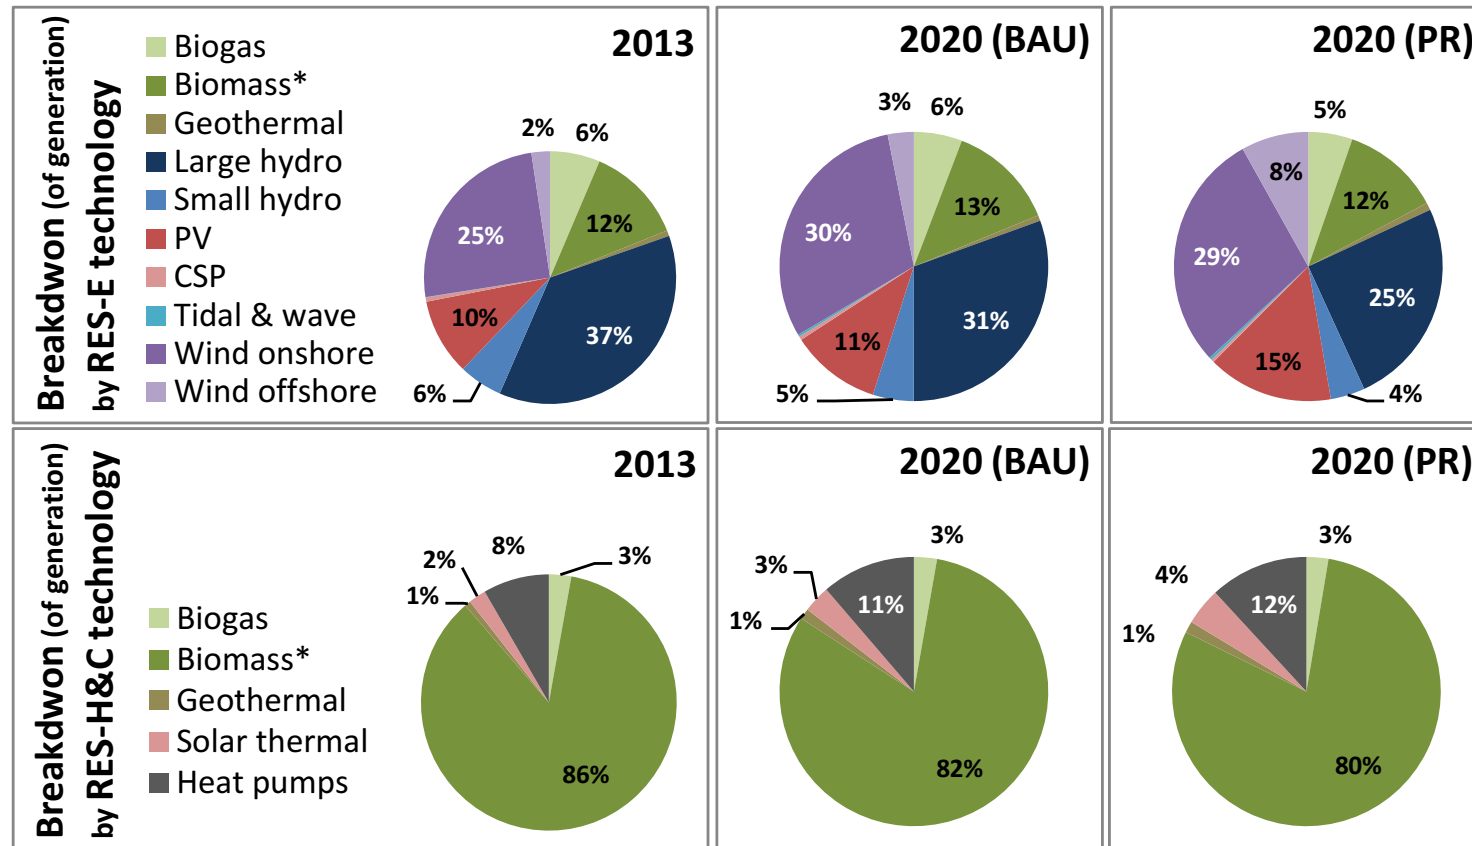 Breakdwon (of generation)
by RES-E technology
Biogas
Biomass*
Geothermal
Large hydro
Small hydro
PV
CSP
Tidal & wave
Wind onshore
Wind offshore
2013
2%
6%
12%
37%
6%
10%
25%
2020 (BAU)
3%
6%
13%
31%
5%
11%
30%
2020 (PR)
5%
8%
12%
25%
4%
15%
29%
Breakdwon (of generation)
by RES-H&C technology
Biogas
Biomass*
Geothermal
Solar thermal
Heat pumps
2013
8%
3%
2%
1%
86%
2020 (BAU)
3%
3%
11%
1%
82%
2020 (PR)
3%
4%
12%
1%
80%